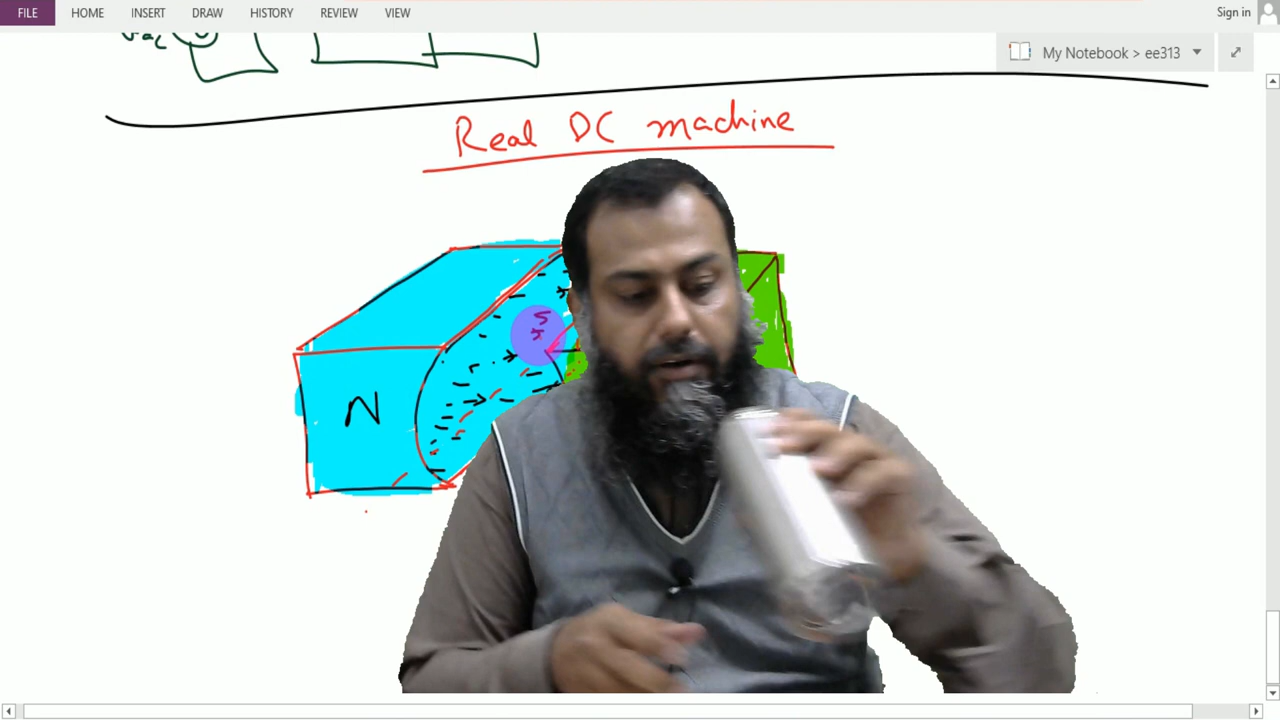 FILE HOME INSERT DRAW HISTORY REVIEW VIEW
Sign in
My Notebook > ee313
Real DC machine
N